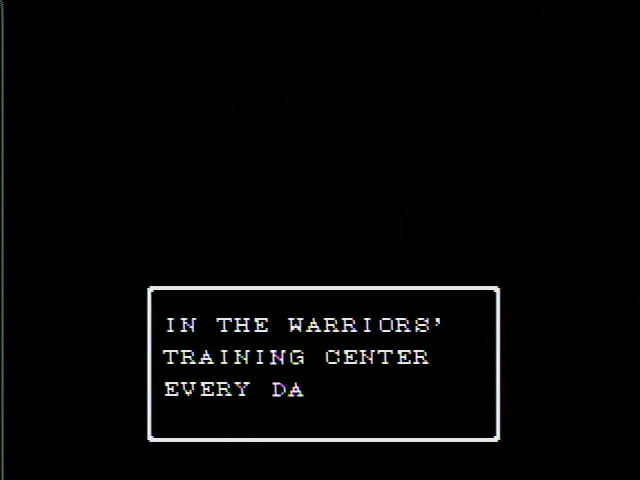 IN THE WARRIORS'
TRAINING CENTER
EVERY DA